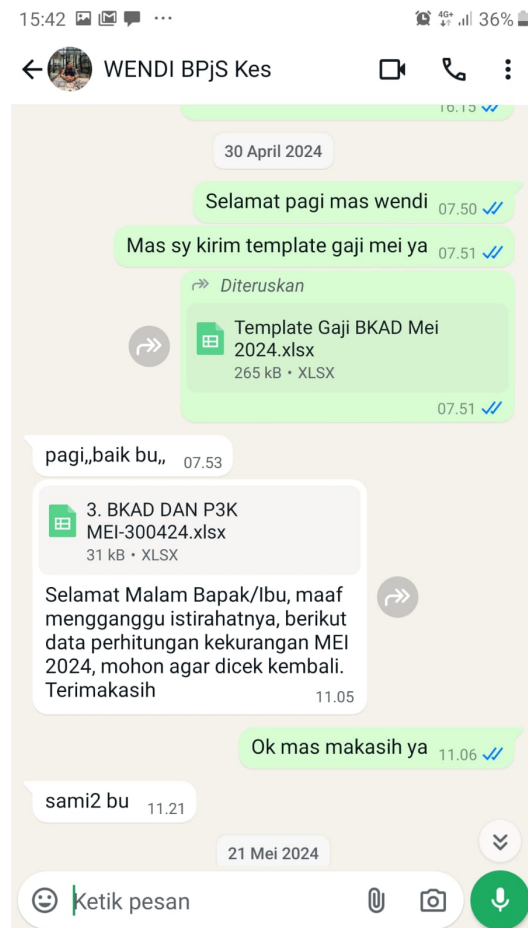 15:42
4G+ 36%
WENDI BPjS Kes
16.15
30 April 2024
Selamat pagi mas wendi 07.50
Mas sy kirim template gaji mei ya 07.51
Diteruskan
Template Gaji BKAD Mei
2024.xlsx
265 kB • XLSX
07.51
pagi,,baik bu,, 07.53
3. BKAD DAN P3K
MEI-300424.xlsx
31 kB • XLSX
Selamat Malam Bapak/Ibu, maaf
mengganggu istirahatnya, berikut
data perhitungan kekurangan MEI
2024, mohon agar dicek kembali.
Terimakasih 11.05
Ok mas makasih ya 11.06
sami2 bu 11.21
21 Mei 2024
Ketik pesan